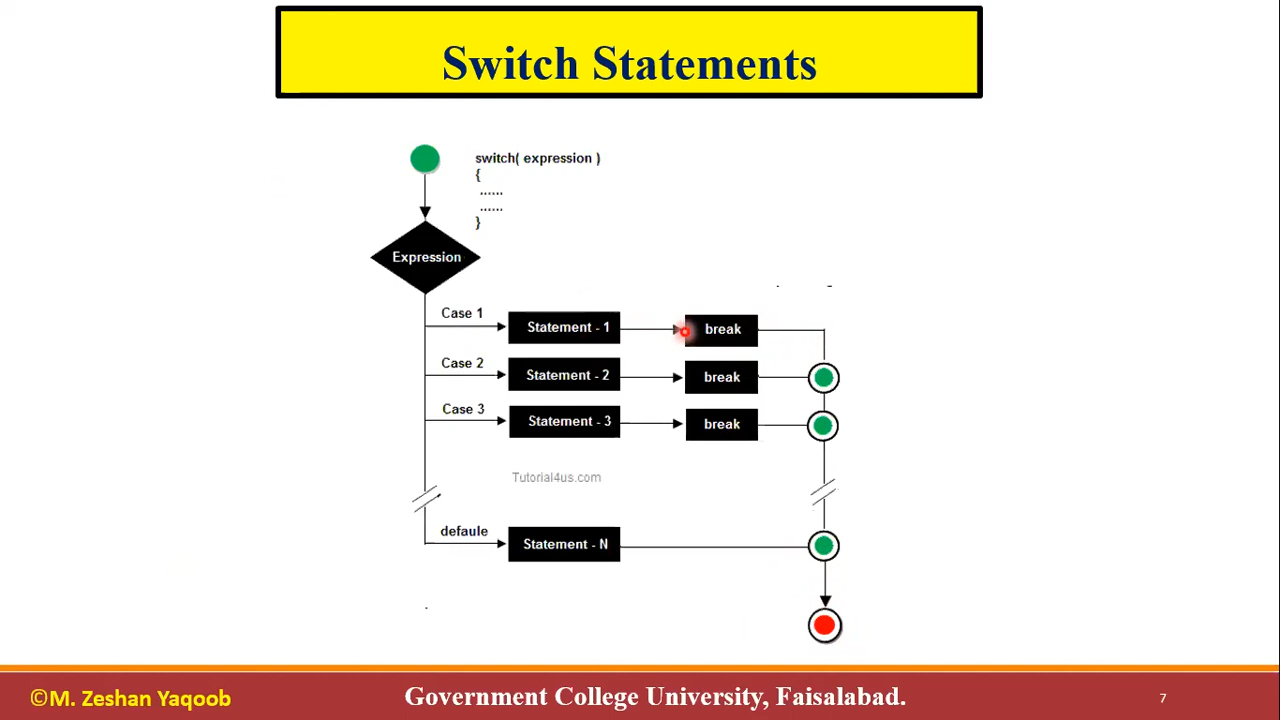 Switch Statements
switch( expression )
{
......
......
}
Expression
Case 1
Statement - 1
break
Case 2
Statement - 2
break
Case 3
Statement - 3
break
Tutorial4us.com
defaule
Statement - N
©M. Zeshan Yaqoob
Government College University, Faisalabad.
7